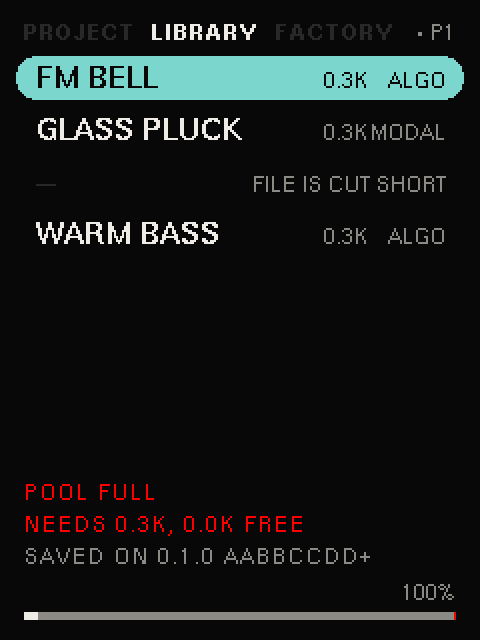 PROJECT LIBRARY FACTORY · P1
FM BELL 0.3K ALGO
GLASS PLUCK 0.3K MODAL
— FILE IS CUT SHORT
WARM BASS 0.3K ALGO
POOL FULL
NEEDS 0.3K, 0.0K FREE
SAVED ON 0.1.0 AABBCCDD+
100%